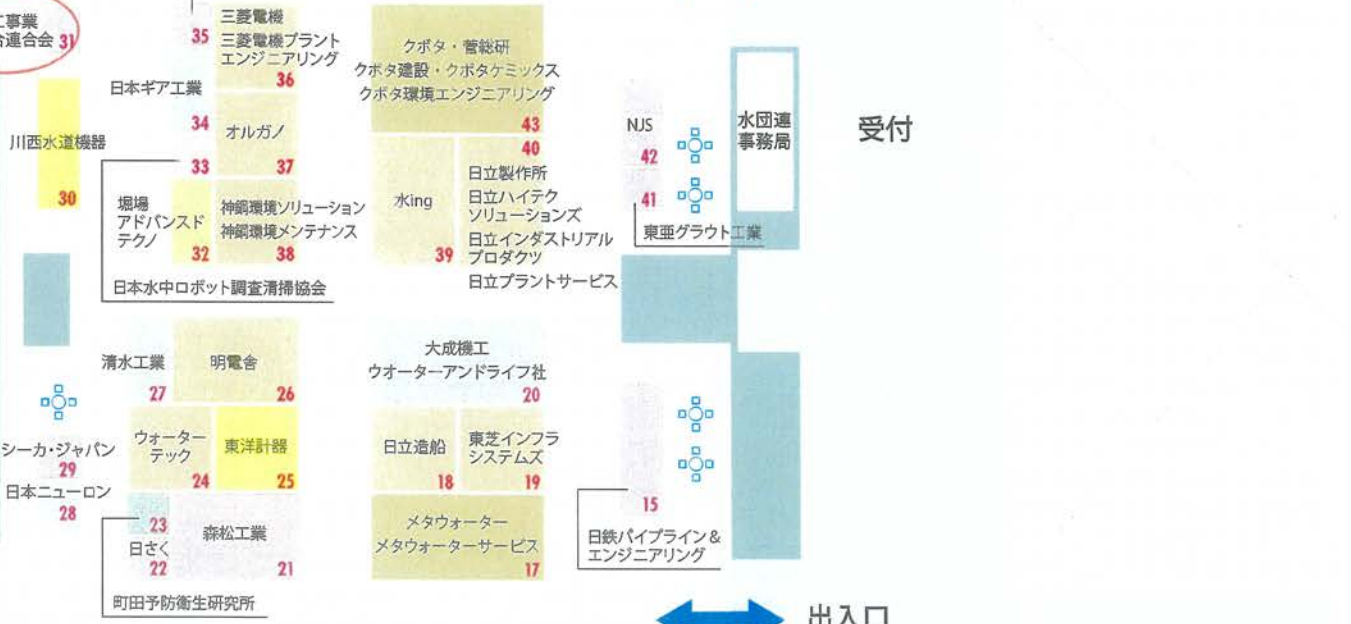 工事業
合連合会 31
35
三菱電機
三菱電機プラント
エンジニアリング
36
クボタ・菅総研
クボタ建設・クボタケミックス
クボタ環境エンジニアリング
43
日本ギア工業
34
オルガノ
37
川西水道機器
30
33
堀場
アドバンスド
テクノ
32
神鋼環境ソリューション
神鋼環境メンテナンス
38
水ing
39
40
日立製作所
日立ハイテク
ソリューションズ
日立インダストリアル
プロダクツ
日立プラントサービス
NJS
42
41
東亜グラウト工業
水団連
事務局
受付
日本水中ロボット調査清掃協会
清水工業
27
明電舎
26
大成機工
ウオーターアンドライフ社
20
シーカ・ジャパン
29
日本ニューロン
28
ウォーター
テック
24
東洋計器
25
日立造船
18
東芝インフラ
システムズ
19
23
日さく
22
森松工業
21
メタウォーター
メタウォーターサービス
17
15
日鉄パイプライン&
エンジニアリング
町田予防衛生研究所
出入口